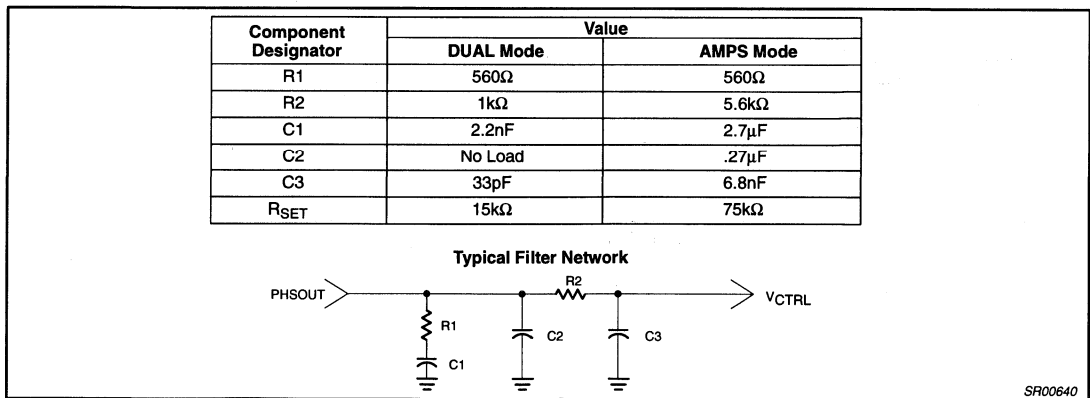 Component Designator Value
DUAL Mode AMPS Mode
R1 560Ω 560Ω
R2 1kΩ 5.6kΩ
C1 2.2nF 2.7µF
C2 No Load .27µF
C3 33pF 6.8nF
RSET 15kΩ 75kΩ
Typical Filter Network
PHSOUT R2 VCTRL
R1 C2 C3
C1
SR00640